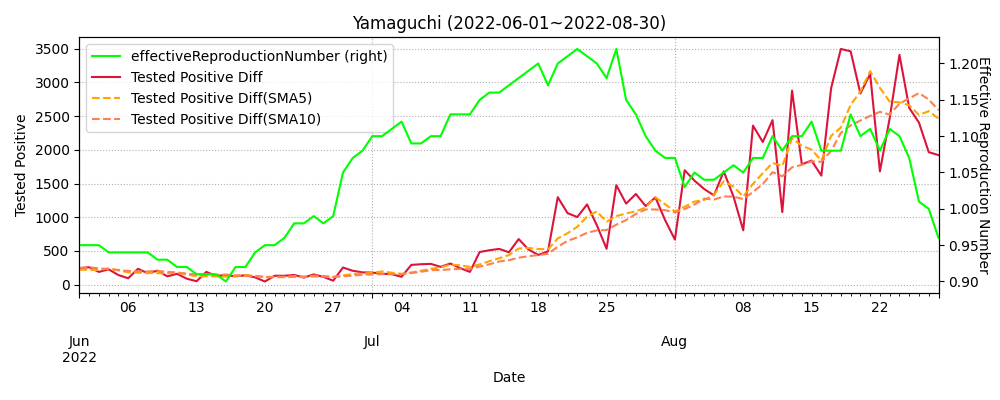 Yamaguchi (2022-06-01~2022-08-30)
effectiveReproductionNumber (right)
Tested Positive Diff
Tested Positive Diff(SMA5)
Tested Positive Diff(SMA10)
Tested Positive
3500
3000
2500
2000
1500
1000
500
0
Effective Reproduction Number
1.20
1.15
1.10
1.05
1.00
0.95
0.90
06 13 20 27 04 11 18 25 08 15 22
Jun Jul Aug
2022
Date